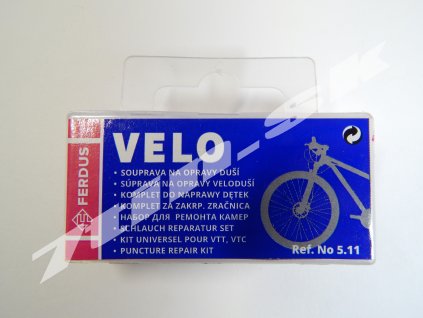 FERDUS
VELO
• SOUPRAVA NA OPRAVY DUŠÍ
• SÚPRAVA NA OPRAVY VELODUŠÍ
• KOMPLET DO NAPRAWY DĘTEK
• KOMPLET ZA ZAKRP. ZRAČNICA
• НАБОР ДЛЯ РЕМОНТА КАМЕР
• SCHLAUCH REPARATUR SET
• KIT UNIVERSEL POUR VTT, VTC
• PUNCTURE REPAIR KIT
Ref. No 5.11